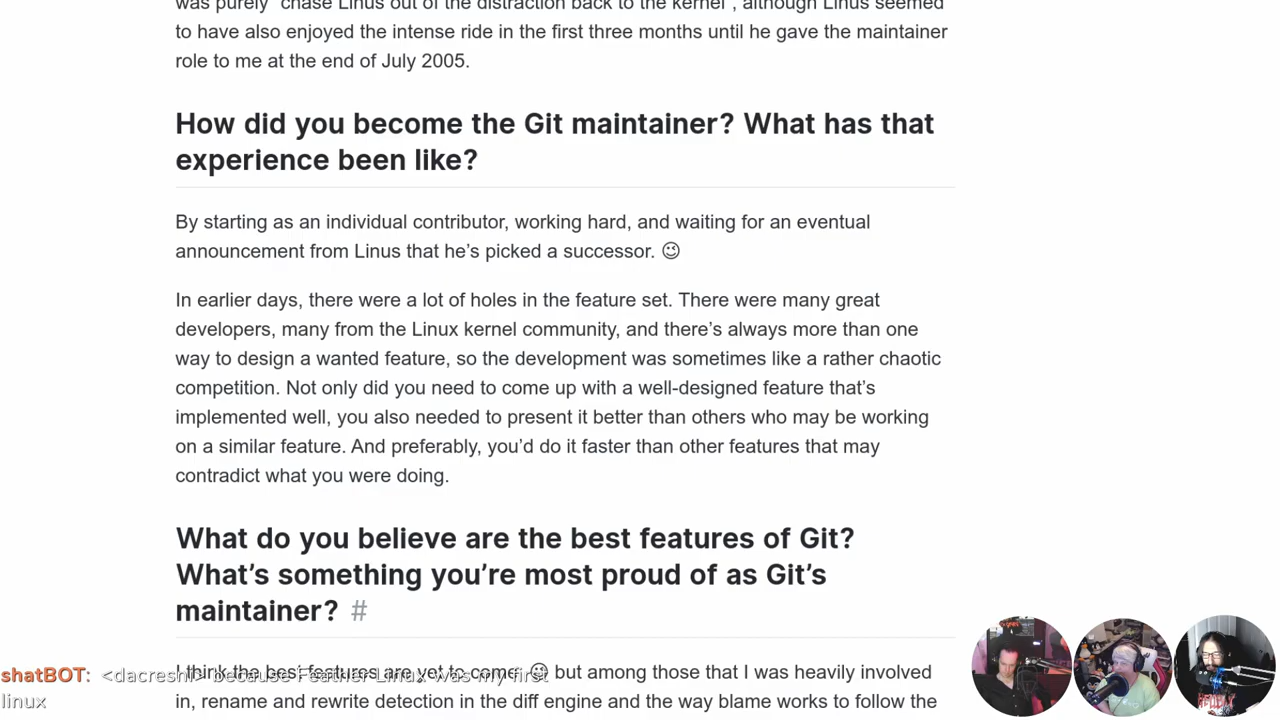 was purely "chase Linus out of the distraction back to the kernel", although Linus seemed
to have also enjoyed the intense ride in the first three months until he gave the maintainer
role to me at the end of July 2005.
How did you become the Git maintainer? What has that
experience been like?
By starting as an individual contributor, working hard, and waiting for an eventual
announcement from Linus that he's picked a successor. 😉
In earlier days, there were a lot of holes in the feature set. There were many great
developers, many from the Linux kernel community, and there's always more than one
way to design a wanted feature, so the development was sometimes like a rather chaotic
competition. Not only did you need to come up with a well-designed feature that's
implemented well, you also needed to present it better than others who may be working
on a similar feature. And preferably, you'd do it faster than other features that may
contradict what you were doing.
What do you believe are the best features of Git?
What's something you're most proud of as Git's
maintainer? #
I think the best features are yet to come 😉 but among those that I was heavily involved
in, rename and rewrite detection in the diff engine and the way blame works to follow the
shatBOT: <dacreshi> because Feather Linux was my first
linux